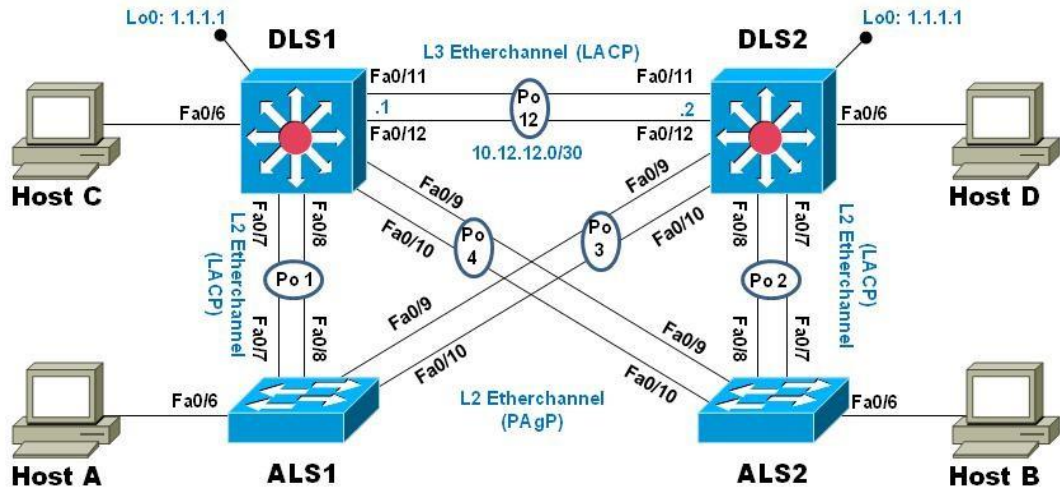 Lo0: 1.1.1.1
Lo0: 1.1.1.1
DLS1
L3 Etherchannel (LACP)
DLS2
Fa0/11
Fa0/11
Fa0/6
.1
Po
12
.2
Fa0/6
Fa0/12
Fa0/12
10.12.12.0/30
Host C
Host D
Fa0/9
Fa0/9
Fa0/10
Fa0/10
Fa0/7
Fa0/8
L2 Etherchannel
(LACP)
Po
4
Po
3
Fa0/8
Fa0/7
L2 Etherchannel
(LACP)
Po 1
Po 2
Fa0/7
Fa0/8
Fa0/9
Fa0/10
Fa0/9
Fa0/10
Fa0/8
Fa0/7
Fa0/6
L2 Etherchannel
(PAgP)
Fa0/6
Host A
ALS1
ALS2
Host B